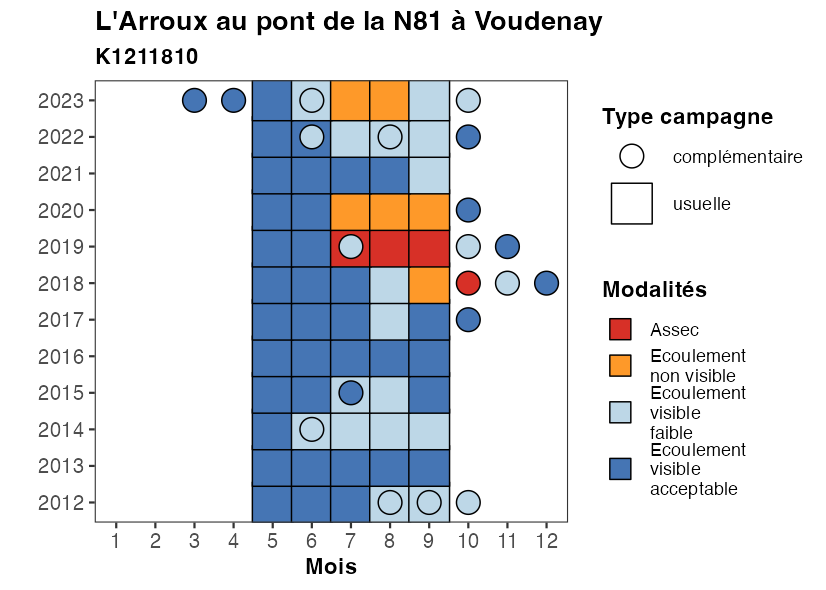 L'Arroux au pont de la N81 à Voudenay
K1211810
2023
2022
2021
2020
2019
2018
2017
2016
2015
2014
2013
2012
1 2 3 4 5 6 7 8 9 10 11 12
Mois
Type campagne
complémentaire
usuelle
Modalités
Assec
Ecoulement
non visible
Ecoulement
visible
faible
Ecoulement
visible
acceptable